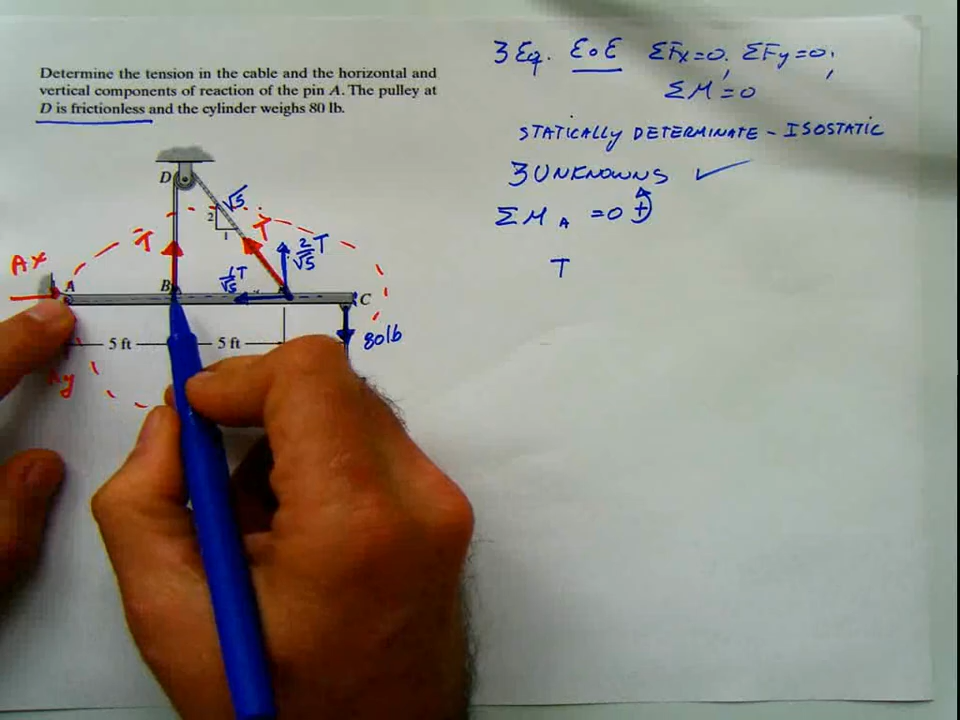 Determine the tension in the cable and the horizontal and
vertical components of reaction of the pin A. The pulley at
D is frictionless and the cylinder weighs 80 lb.
3 Eq. EoE ΣFx=0, ΣFy=0,
ΣM=0
STATICALLY DETERMINATE - ISOSTATIC
3 UNKNOWNS ✓
ΣM A =0 +
T
D
√5
2
1
T
T
2/√5 T
1/√5 T
Ax
A
B
C
80lb
5 ft
5 ft